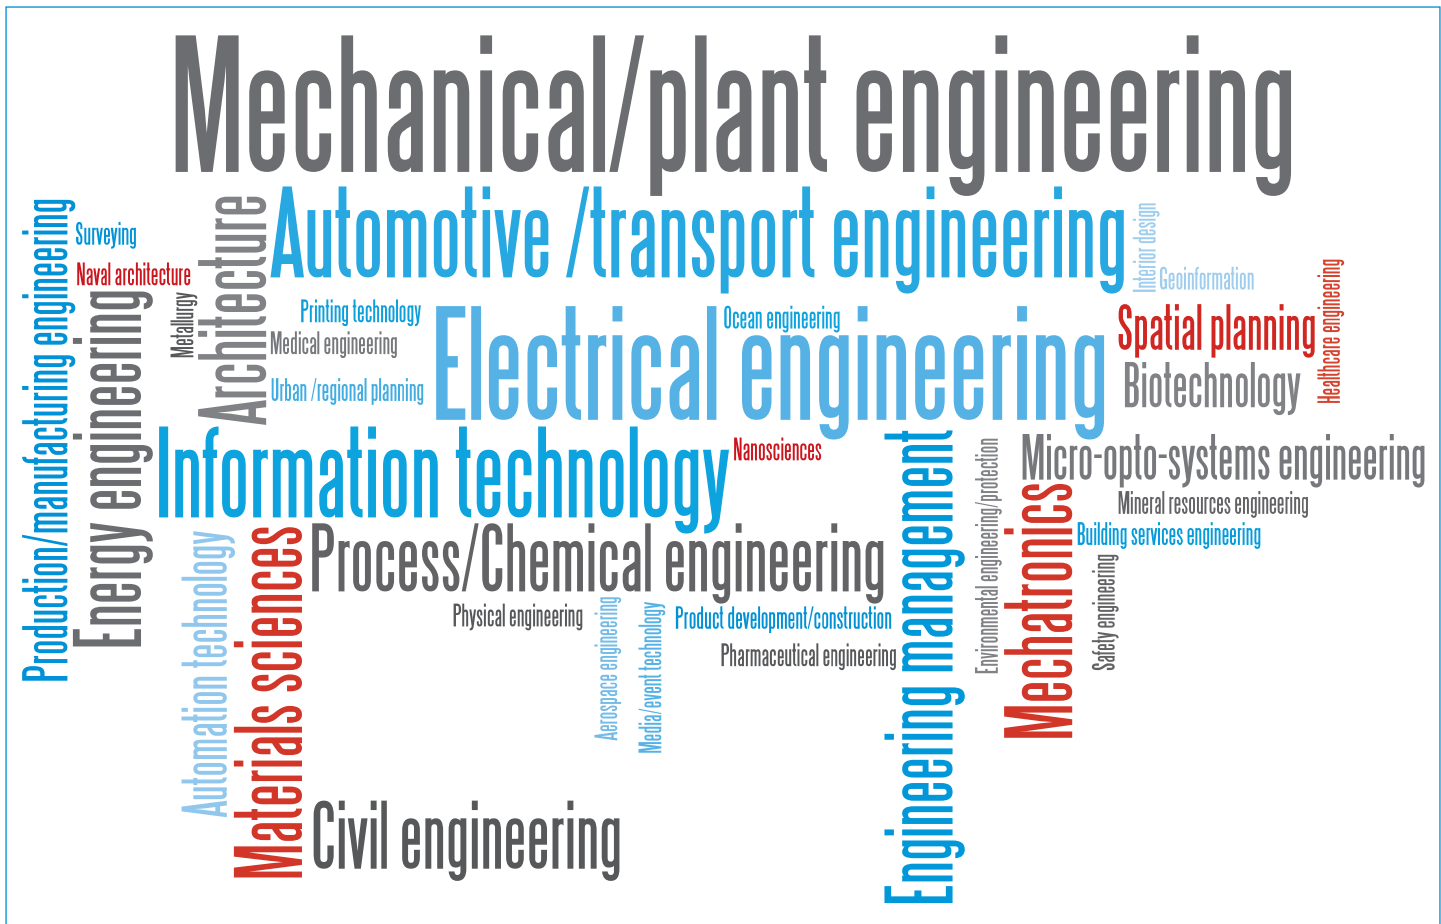 Mechanical/plant engineering
Automotive /transport engineering
Production/manufacturing engineering
Surveying
Naval architecture
Energy engineering
Metallurgy
Architecture
Interior design
Geoinformation
Healthcare engineering
Printing technology
Medical engineering
Urban /regional planning
Electrical engineering
Ocean engineering
Spatial planning
Biotechnology
Information technology
Nanosciences
Engineering management
Environmental engineering/protection
Micro-opto-systems engineering
Mineral resources engineering
Mechatronics
Building services engineering
Safety engineering
Automation technology
Materials sciences
Process/Chemical engineering
Physical engineering
Aerospace engineering
Media/event technology
Product development/construction
Pharmaceutical engineering
Civil engineering